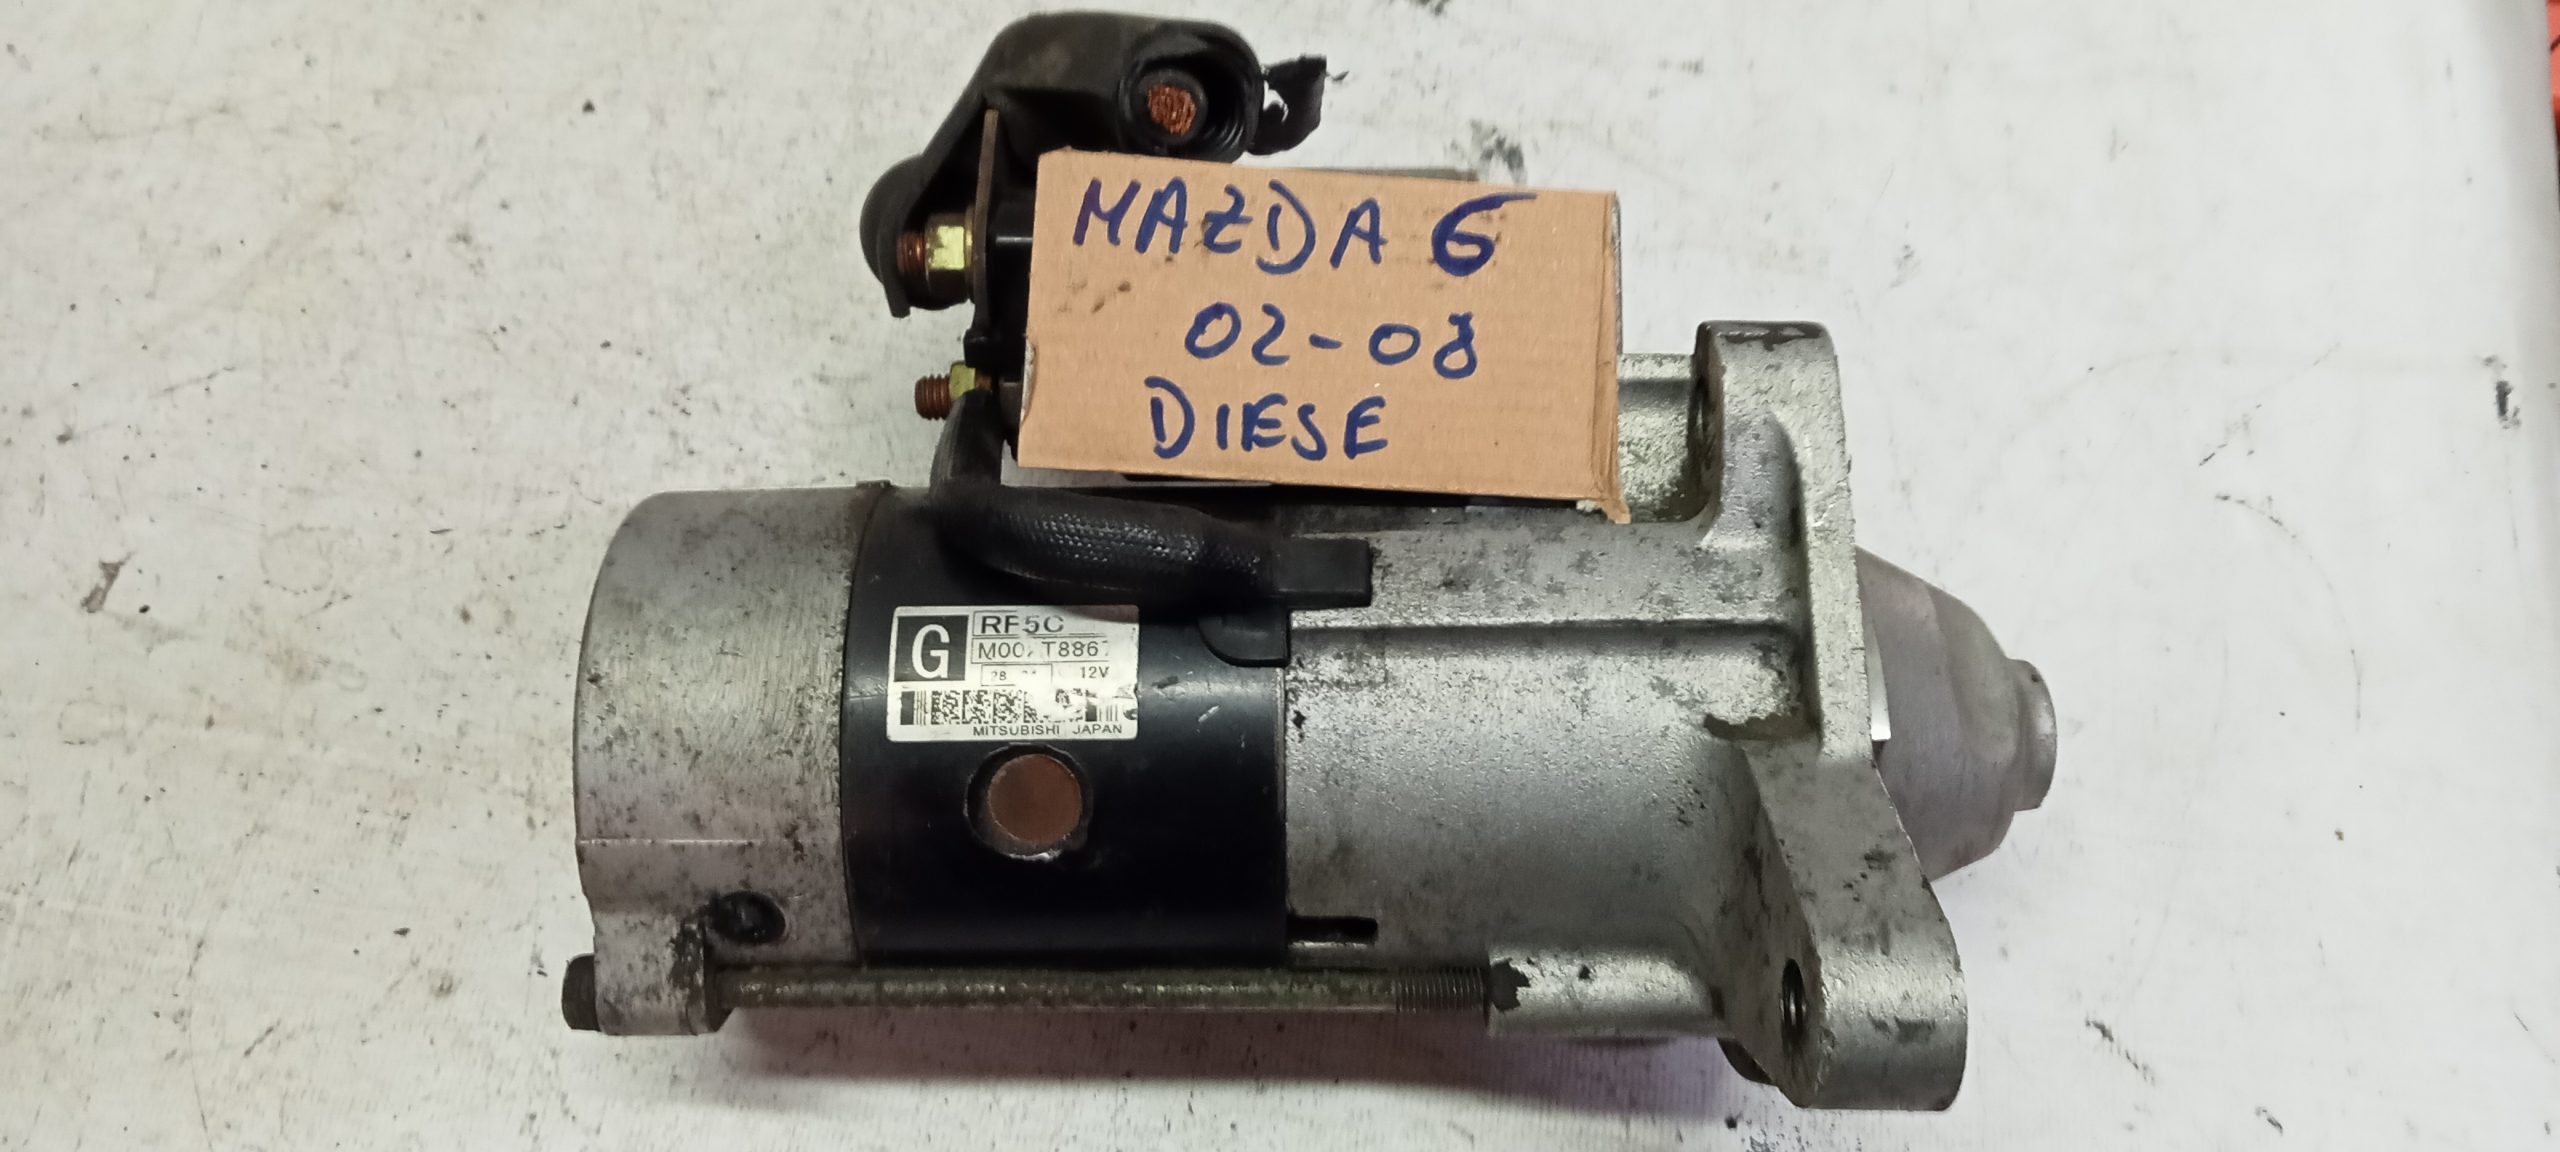 MAZDA 6
02-08
DIESE
G
RF5C
12V
MITSUBISHI JAPAN